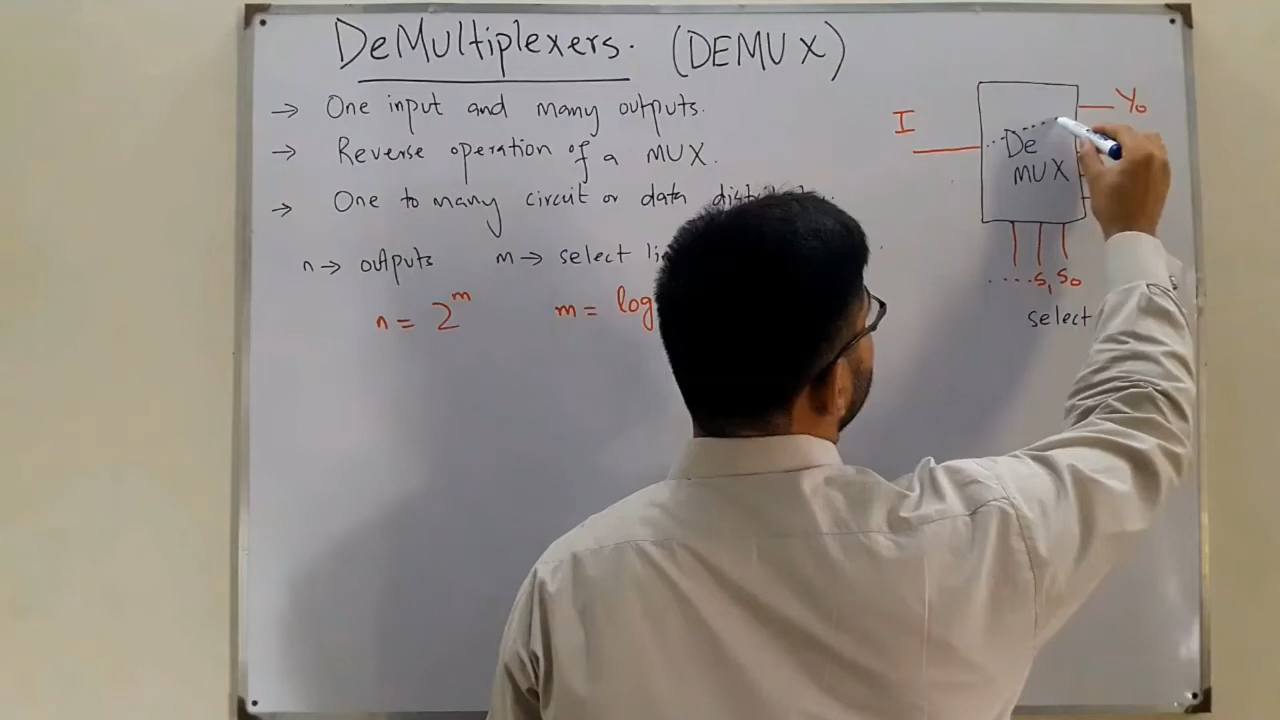 DeMultiplexers. (DEMUX)
→ One input and many outputs.
→ Reverse operation of a MUX.
→ One to many circuit or data
n→ outputs m→ select
n = 2^m m = log
I
De
MUX
Y₀
....S₁ S₀
select